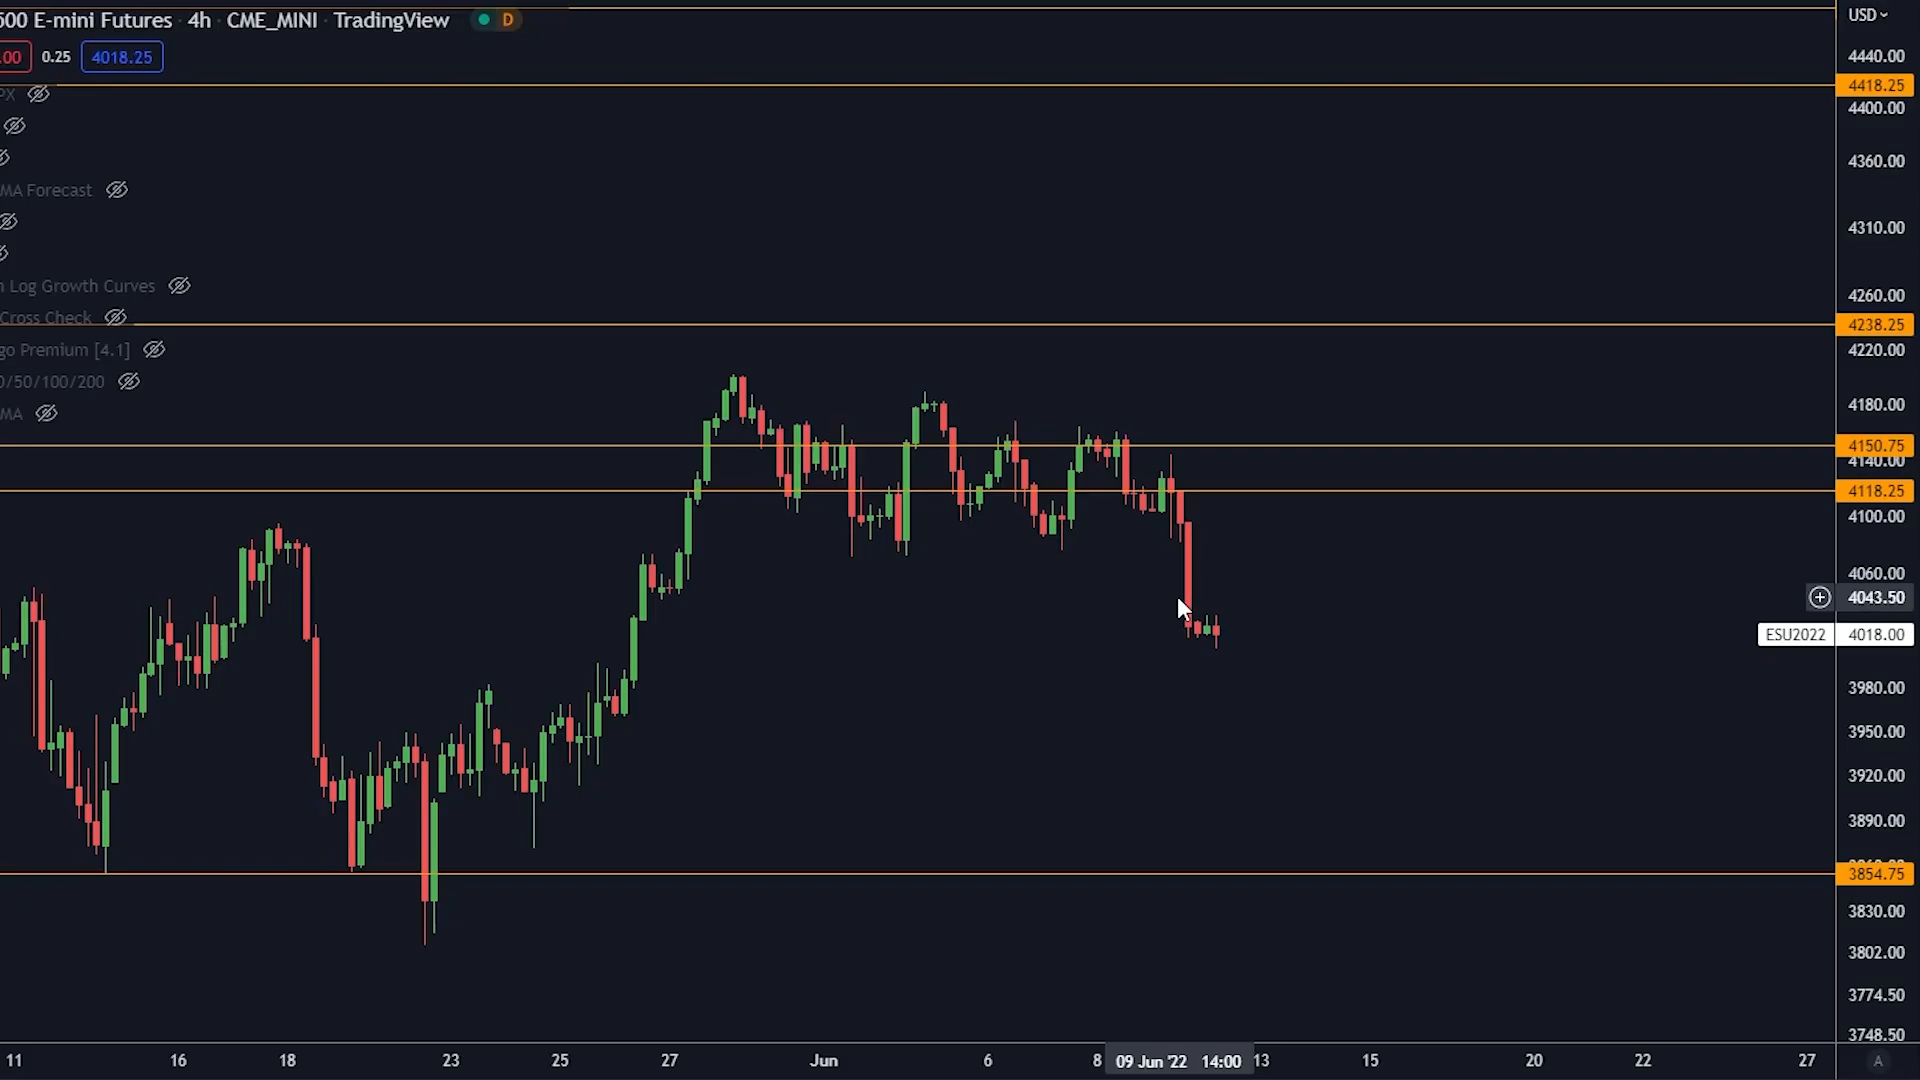 500 E-mini Futures · 4h · CME_MINI · TradingView D
.00 0.25 4018.25
PX
MA Forecast
n Log Growth Curves
Cross Check
go Premium [4.1]
0/50/100/200
MA
USD
4440.00
4418.25
4400.00
4360.00
4310.00
4260.00
4238.25
4220.00
4180.00
4150.75
4140.00
4118.25
4100.00
4060.00
4043.50
ESU2022 4018.00
3980.00
3950.00
3920.00
3890.00
3854.75
3830.00
3802.00
3774.50
3748.50
11 16 18 23 25 27 Jun 6 8 09 Jun '22 14:00 13 15 20 22 27 A